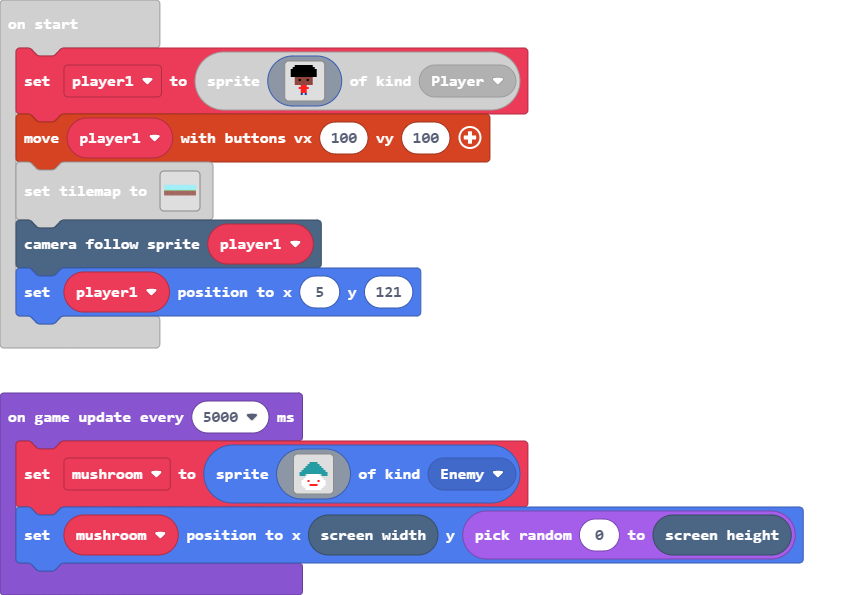 on start
set player1 to sprite of kind Player
move player1 with buttons vx 100 vy 100
set tilemap to
camera follow sprite player1
set player1 position to x 5 y 121
on game update every 5000 ms
set mushroom to sprite of kind Enemy
set mushroom position to x screen width y pick random 0 to screen height